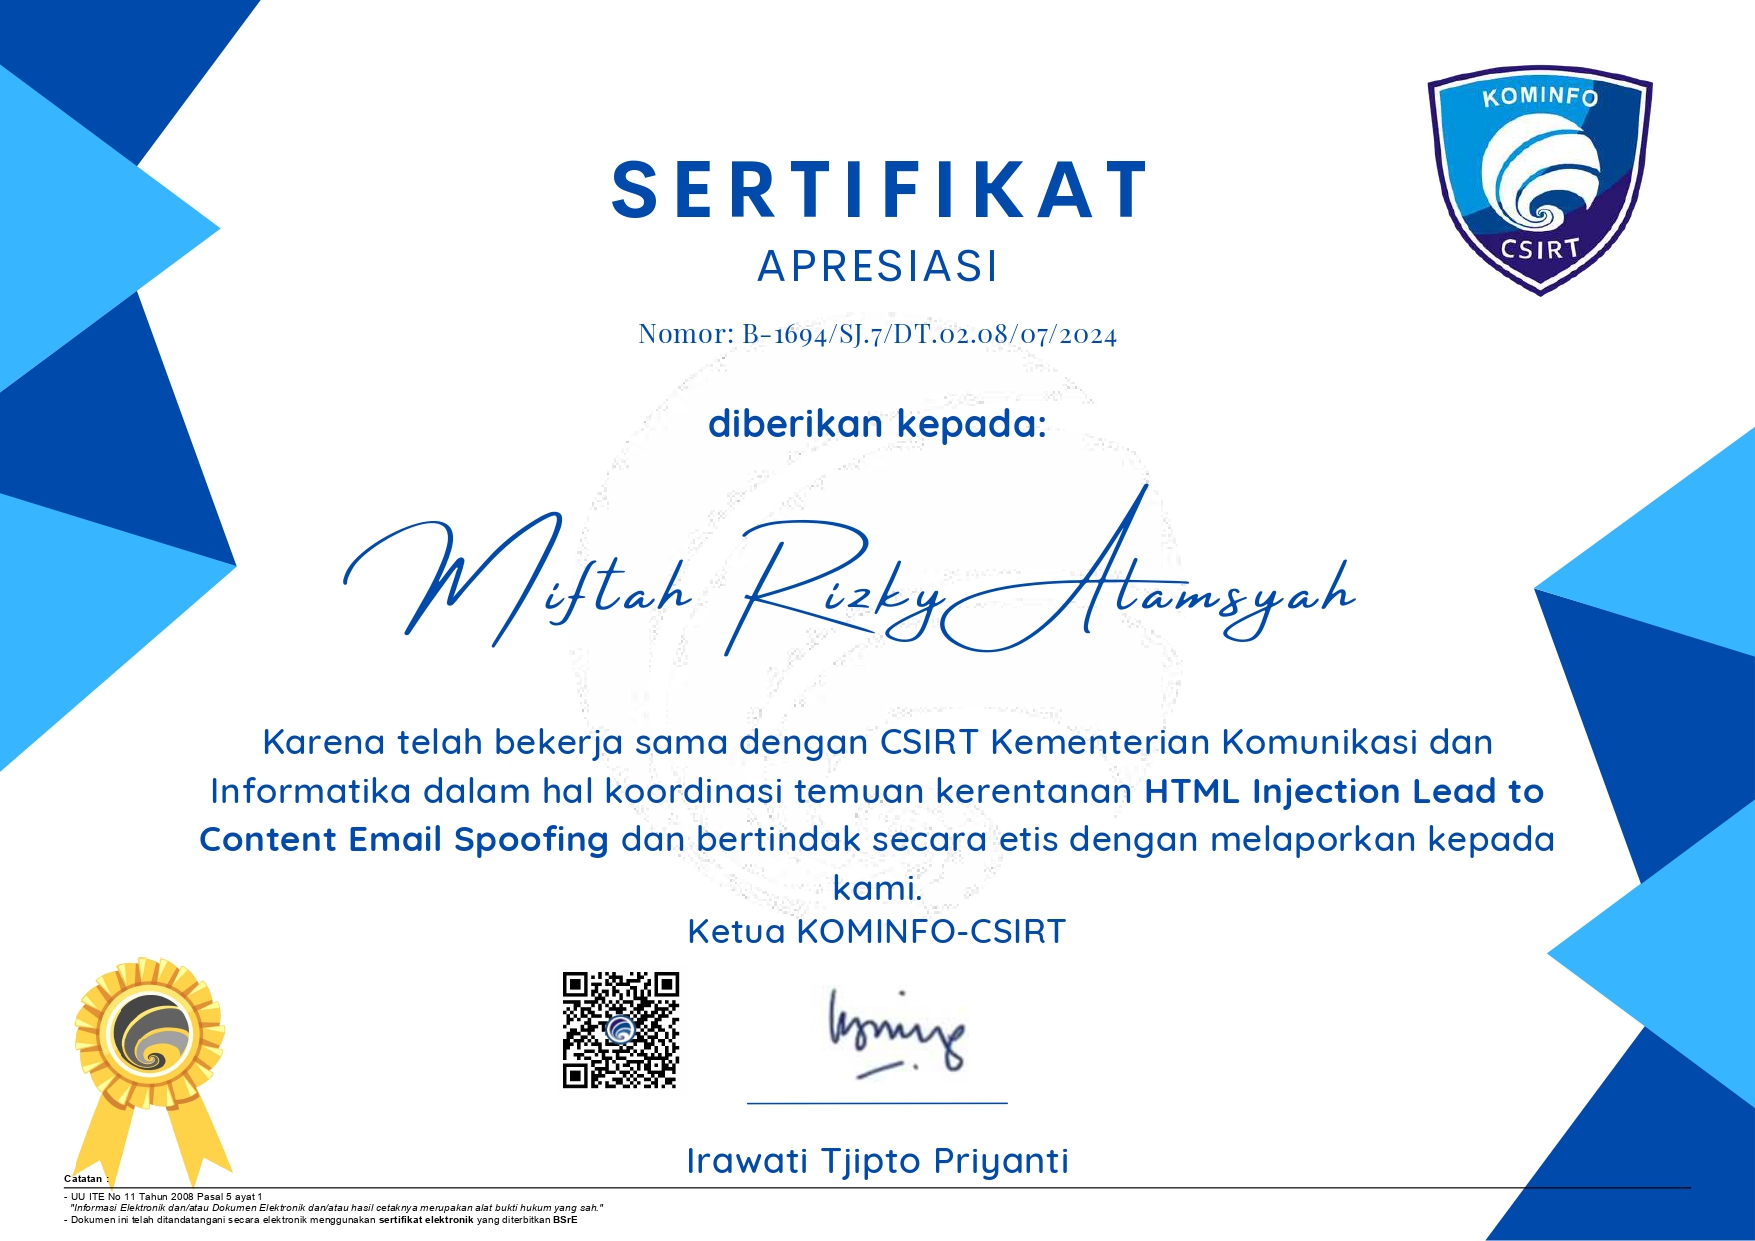 KOMINFO
CSIRT
SERTIFIKAT
APRESIASI
Nomor: B-1694/SJ.7/DT.02.08/07/2024
diberikan kepada:
Miftah Rizky Alamsyah
Karena telah bekerja sama dengan CSIRT Kementerian Komunikasi dan
Informatika dalam hal koordinasi temuan kerentanan HTML Injection Lead to
Content Email Spoofing dan bertindak secara etis dengan melaporkan kepada
kami.
Ketua KOMINFO-CSIRT
Irawati Tjipto Priyanti
Catatan :
- UU ITE No 11 Tahun 2008 Pasal 5 ayat 1
"Informasi Elektronik dan/atau Dokumen Elektronik dan/atau hasil cetaknya merupakan alat bukti hukum yang sah."
- Dokumen ini telah ditandatangani secara elektronik menggunakan sertifikat elektronik yang diterbitkan BSrE